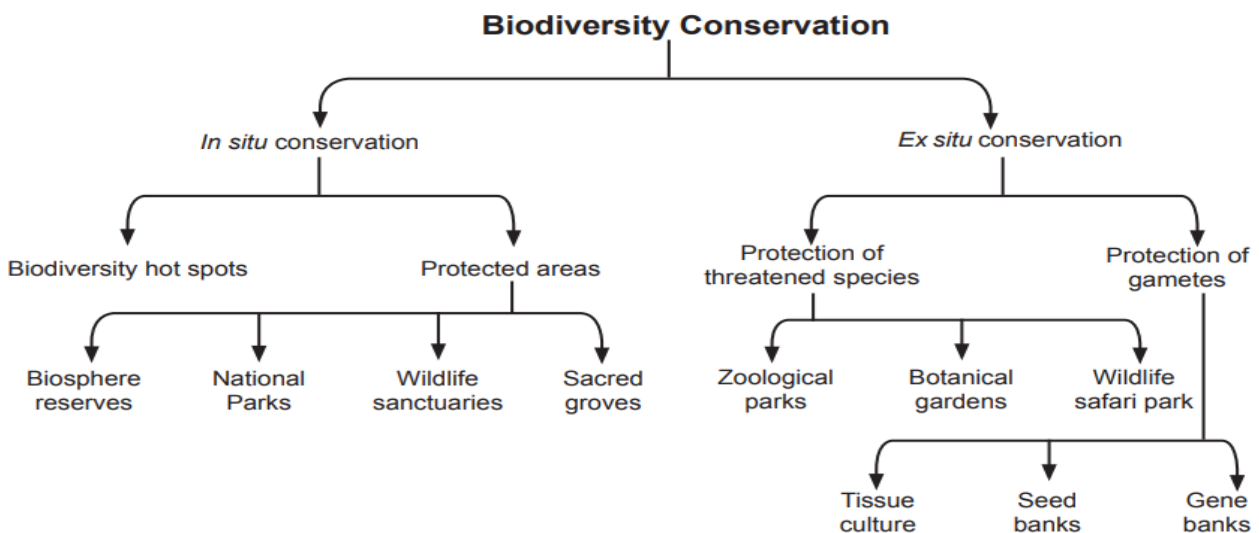 Biodiversity Conservation
In situ conservation
Ex situ conservation
Biodiversity hot spots
Protected areas
Protection of
threatened species
Protection of
gametes
Biosphere
reserves
National
Parks
Wildlife
sanctuaries
Sacred
groves
Zoological
parks
Botanical
gardens
Wildlife
safari park
Tissue
culture
Seed
banks
Gene
banks